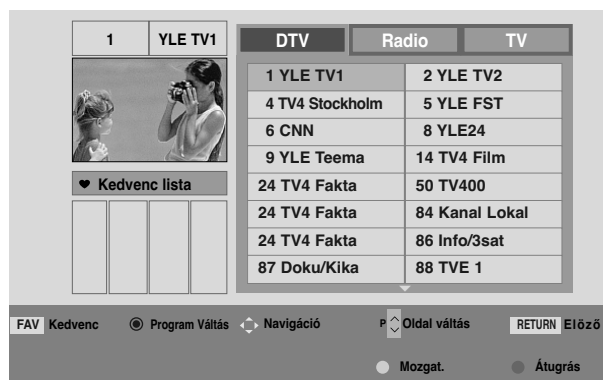 1 YLE TV1
DTV Radio TV
1 YLE TV1 2 YLE TV2
4 TV4 Stockholm 5 YLE FST
6 CNN 8 YLE24
9 YLE Teema 14 TV4 Film
♥ Kedvenc lista
24 TV4 Fakta 50 TV400
24 TV4 Fakta 84 Kanal Lokal
24 TV4 Fakta 86 Info/3sat
87 Doku/Kika 88 TVE 1
FAV Kedvenc Program Váltás Navigáció P Oldal váltás RETURN Elözö
Mozgat. Átugrás